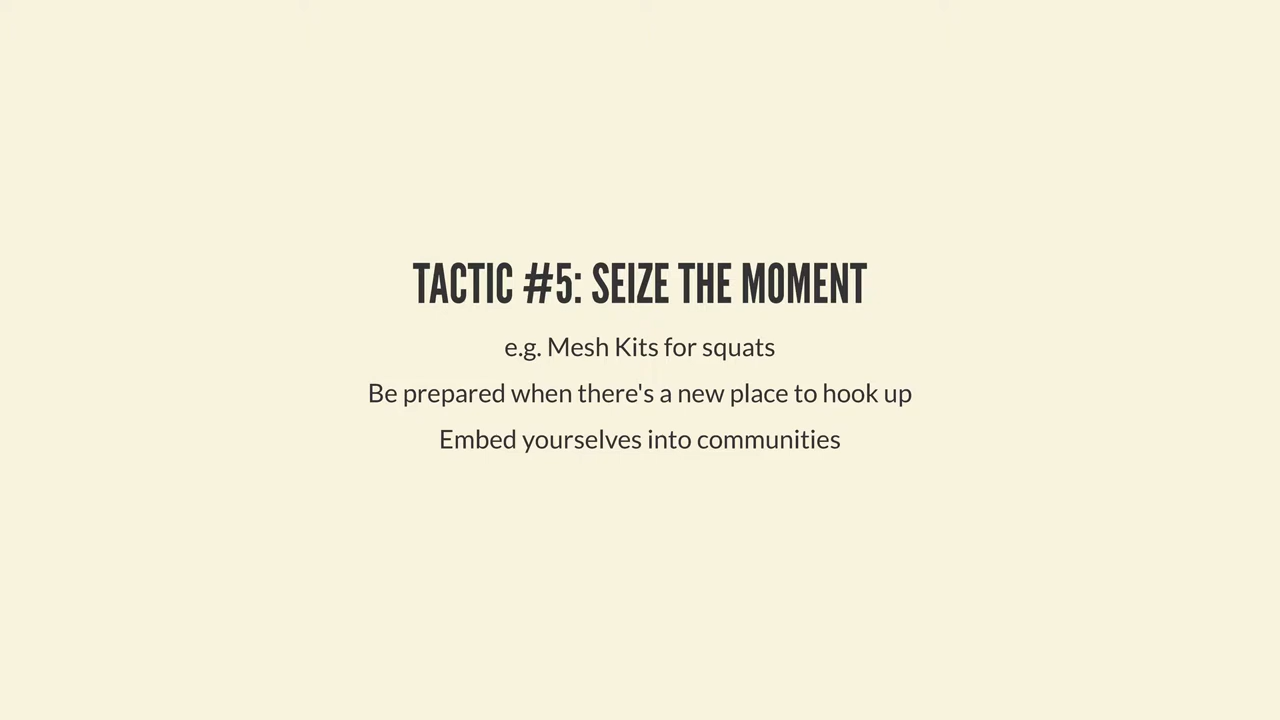 TACTIC #5: SEIZE THE MOMENT
e.g. Mesh Kits for squats
Be prepared when there's a new place to hook up
Embed yourselves into communities